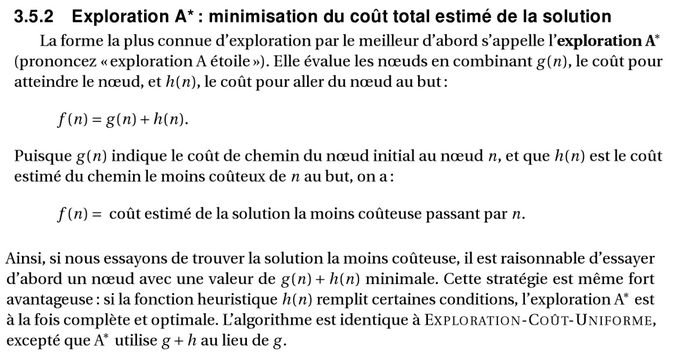 3.5.2 Exploration A* : minimisation du coût total estimé de la solution
La forme la plus connue d’exploration par le meilleur d’abord s’appelle l’exploration A*
(prononcez « exploration A étoile »). Elle évalue les nœuds en combinant g(n), le coût pour
atteindre le nœud, et h(n), le coût pour aller du nœud au but :
f(n) = g(n) + h(n).
Puisque g(n) indique le coût de chemin du nœud initial au nœud n, et que h(n) est le coût
estimé du chemin le moins coûteux de n au but, on a :
f(n) = coût estimé de la solution la moins coûteuse passant par n.
Ainsi, si nous essayons de trouver la solution la moins coûteuse, il est raisonnable d’essayer
d’abord un nœud avec une valeur de g(n) + h(n) minimale. Cette stratégie est même fort
avantageuse : si la fonction heuristique h(n) remplit certaines conditions, l’exploration A* est
à la fois complète et optimale. L’algorithme est identique à EXPLORATION-COÛT-UNIFORME,
excepté que A* utilise g + h au lieu de g.